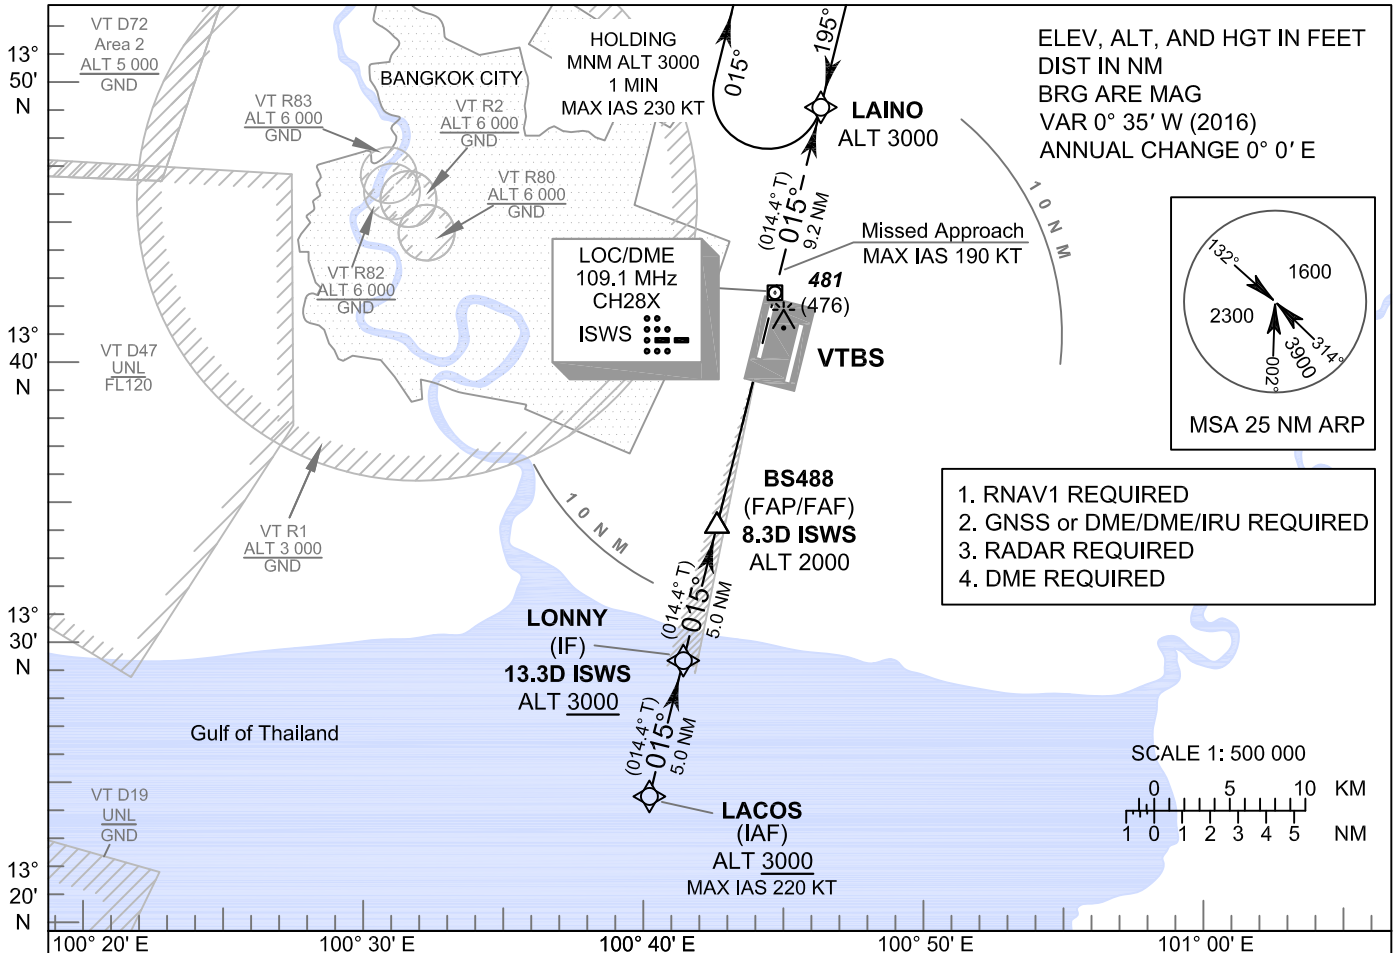 VT D72
Area 2
ALT 5 000
GND
13°
50'
N
HOLDING
MNM ALT 3000
1 MIN
MAX IAS 230 KT
BANGKOK CITY
VT R83
ALT 6 000
GND
VT R2
ALT 6 000
GND
VT R80
ALT 6 000
GND
VT R82
ALT 6 000
GND
015°
195°
LAINO
ALT 3000
ELEV, ALT, AND HGT IN FEET
DIST IN NM
BRG ARE MAG
VAR 0° 35' W (2016)
ANNUAL CHANGE 0° 0' E
10 NM
(014.4° T)
015°
9.2 NM
Missed Approach
MAX IAS 190 KT
LOC/DME
109.1 MHz
CH28X
ISWS
481
(476)
VTBS
132°
1600
2300
3900
314°
002°
MSA 25 NM ARP
13°
40'
N
VT D47
UNL
FL120
VT R1
ALT 3 000
GND
10 NM
BS488
(FAP/FAF)
8.3D ISWS
ALT 2000
1. RNAV1 REQUIRED
2. GNSS or DME/DME/IRU REQUIRED
3. RADAR REQUIRED
4. DME REQUIRED
(014.4° T)
015°
5.0 NM
13°
30'
N
LONNY
(IF)
13.3D ISWS
ALT 3000
(014.4° T)
015°
5.0 NM
Gulf of Thailand
LACOS
(IAF)
ALT 3000
MAX IAS 220 KT
SCALE 1: 500 000
0 5 10 KM
1 0 1 2 3 4 5 NM
VT D19
UNL
GND
13°
20'
N
100° 20' E
100° 30' E
100° 40' E
100° 50' E
101° 00' E